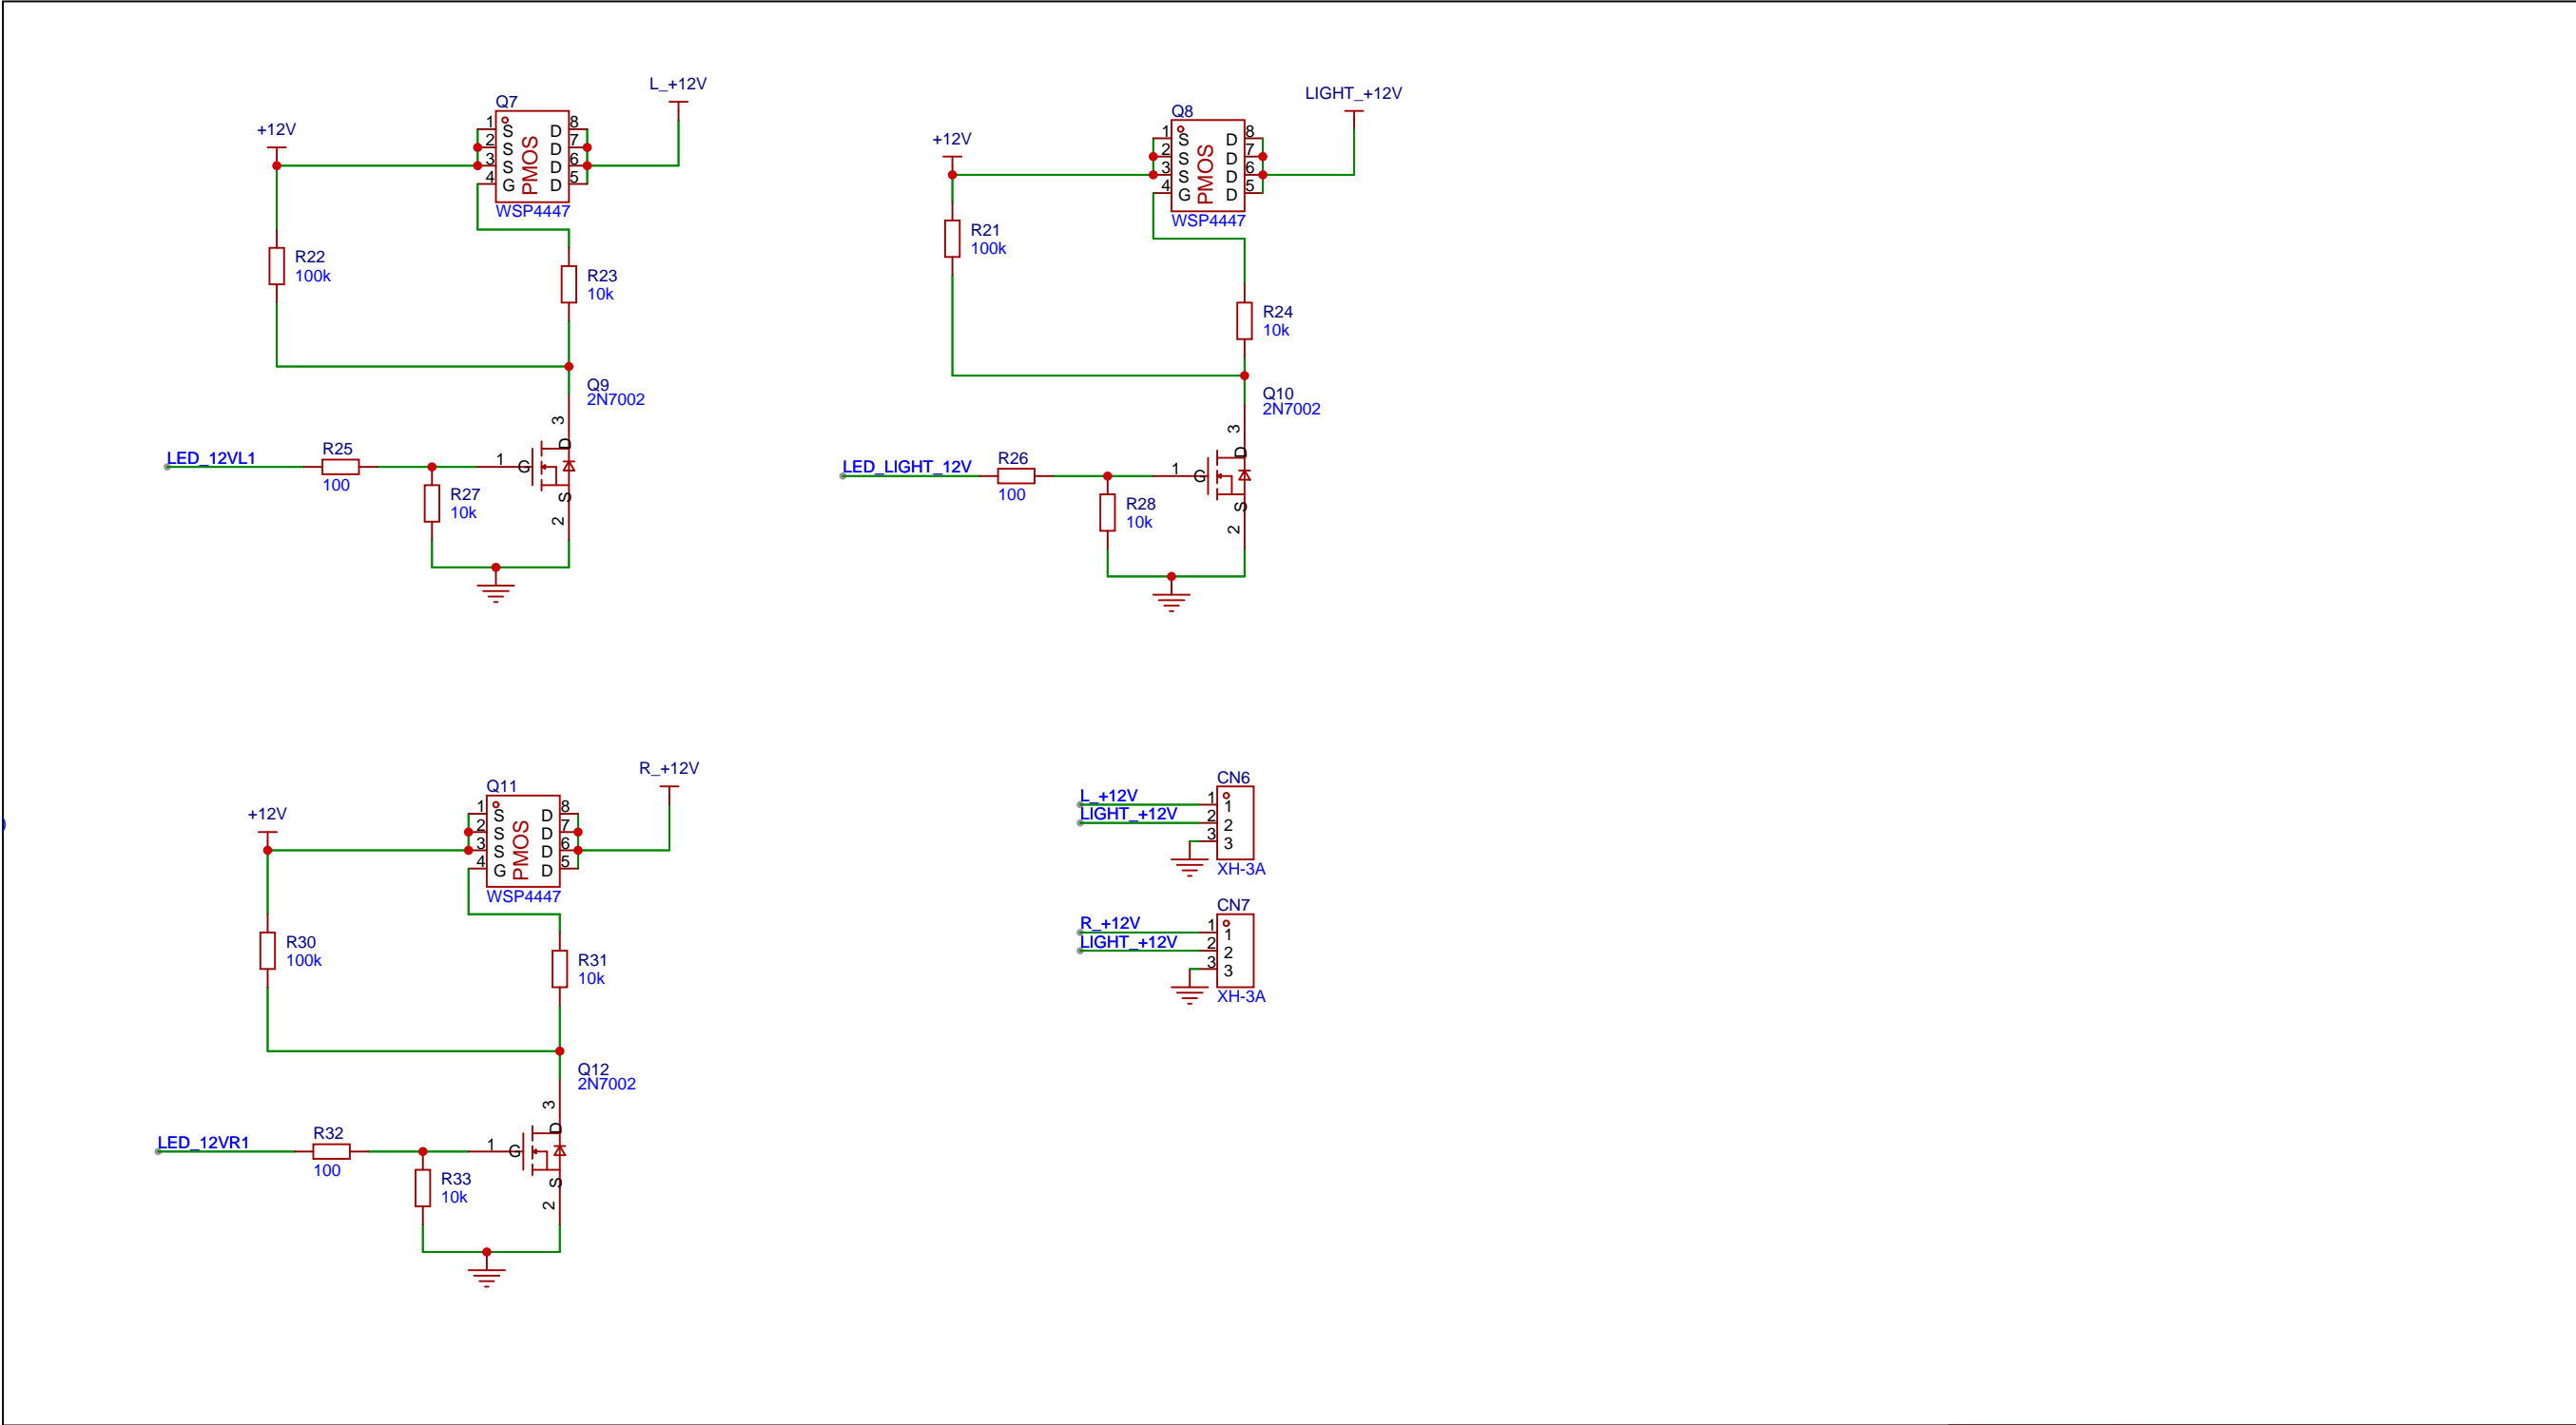 Q7
L_+12V
+12V
1 S D 8
2 S D 7
3 S D 6
4 G D 5
PMOS
WSP4447
R22
100k
R23
10k
Q9
2N7002
3
D
LED_12VL1
R25
100
1
G
R27
10k
S
2
Q8
LIGHT_+12V
+12V
1 S D 8
2 S D 7
3 S D 6
4 G D 5
PMOS
WSP4447
R21
100k
R24
10k
Q10
2N7002
3
D
LED_LIGHT_12V
R26
100
1
G
R28
10k
S
2
Q11
R_+12V
+12V
1 S D 8
2 S D 7
3 S D 6
4 G D 5
PMOS
WSP4447
R30
100k
R31
10k
Q12
2N7002
3
D
LED_12VR1
R32
100
1
G
R33
10k
S
2
CN6
L_+12V 1 1
LIGHT_+12V 2 2
3 3
XH-3A
CN7
R_+12V 1 1
LIGHT_+12V 2 2
3 3
XH-3A